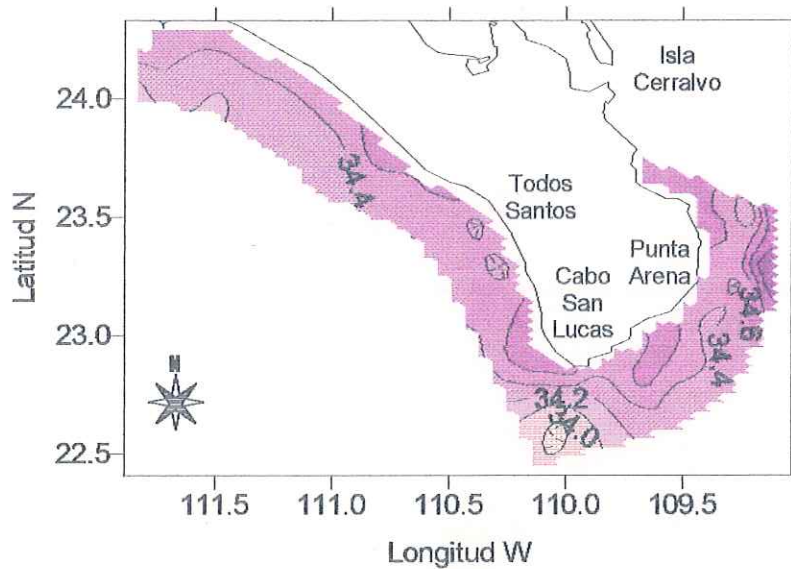 Isla
Cerralvo
24.0
34.4
Todos
Santos
23.5
Latitud N
Punta
Arena
Cabo
San
Lucas
34.6
34.4
23.0
N
34.2
34.0
22.5
111.5
111.0
110.5
110.0
109.5
Longitud W